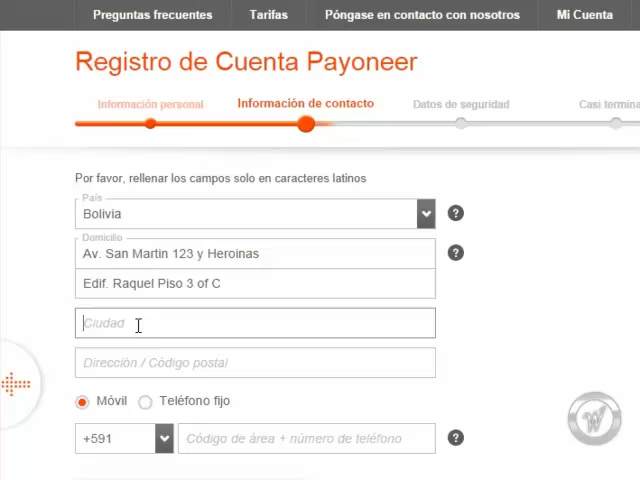 Preguntas frecuentes Tarifas Póngase en contacto con nosotros Mi Cuenta
Registro de Cuenta Payoneer
Información personal Información de contacto Datos de seguridad Casi termina
Por favor, rellenar los campos solo en caracteres latinos
País
Bolivia
?
Domicilio
Av. San Martin 123 y Heroinas
?
Edif. Raquel Piso 3 of C
Ciudad
Dirección / Código postal
Móvil Teléfono fijo
+591 Código de área + número de teléfono ?
W